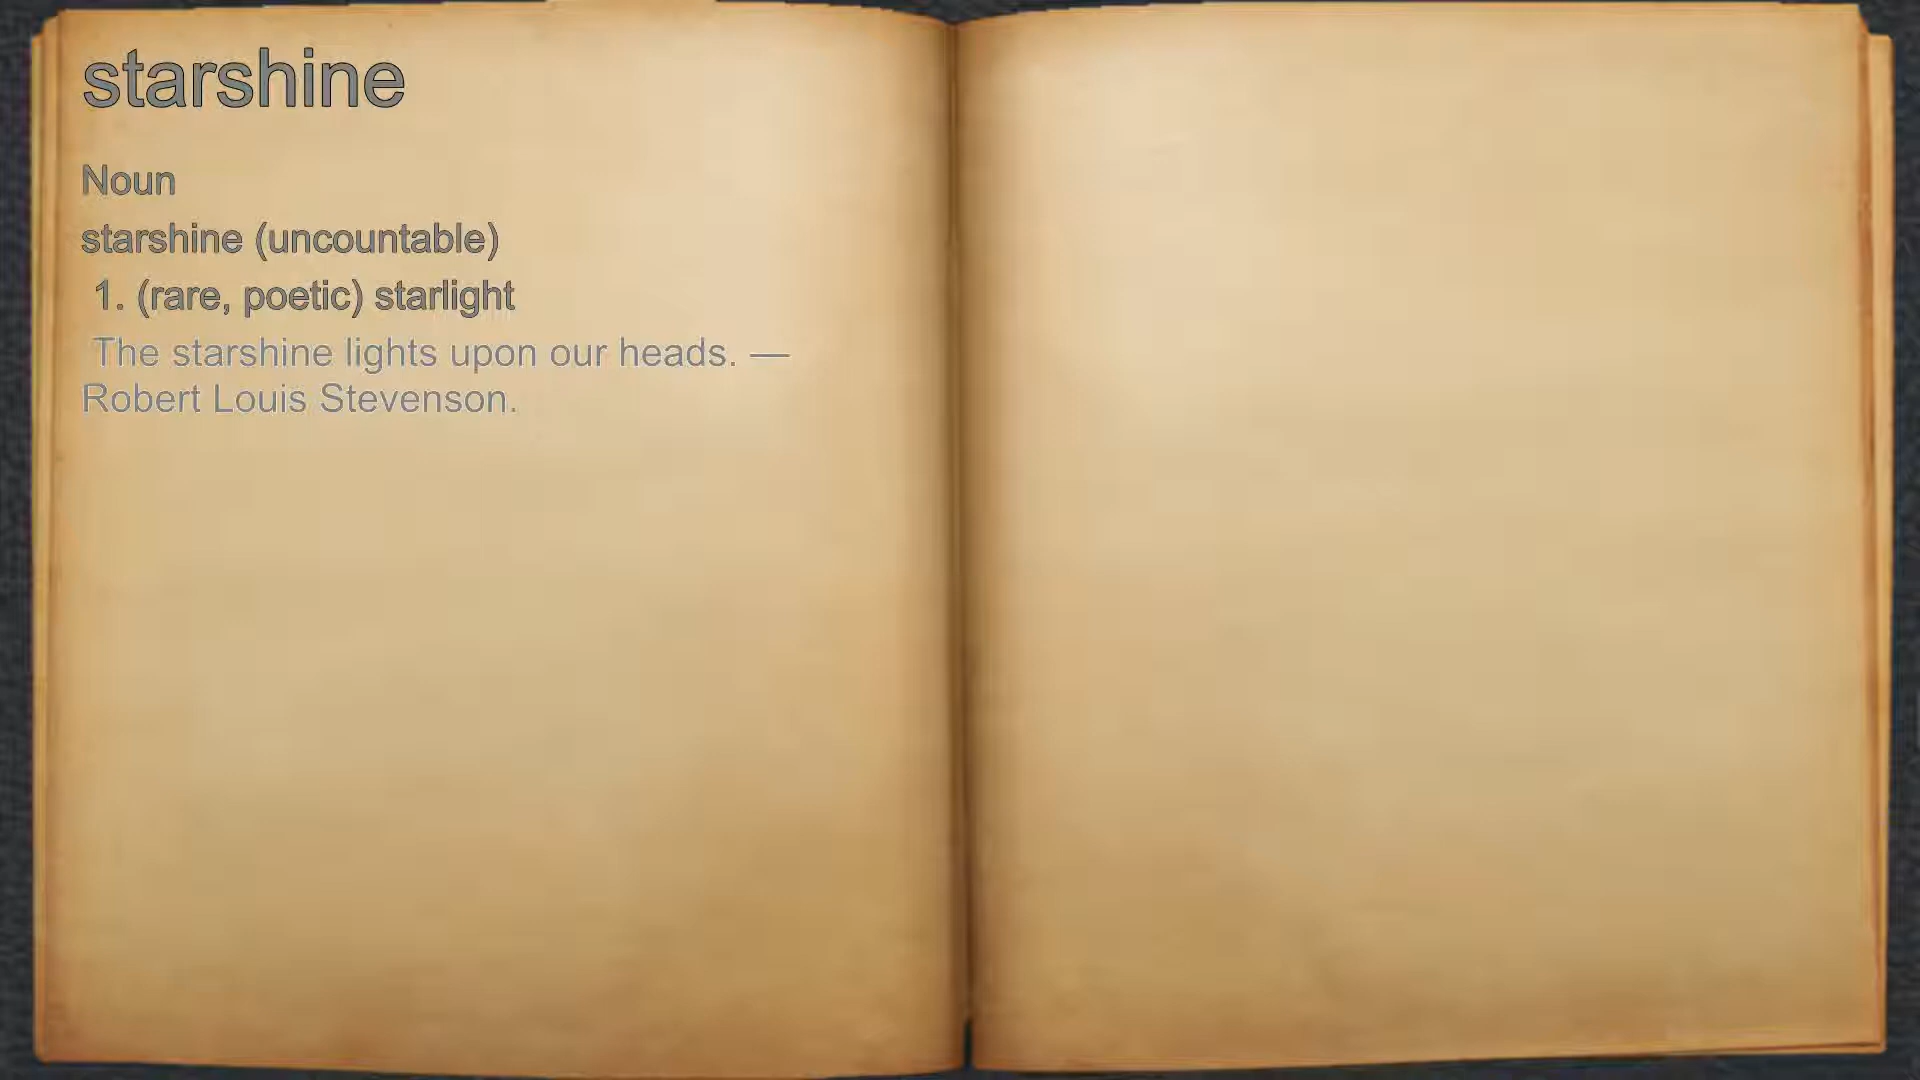 starshine
Noun
starshine (uncountable)
1. (rare, poetic) starlight
The starshine lights upon our heads. —
Robert Louis Stevenson.